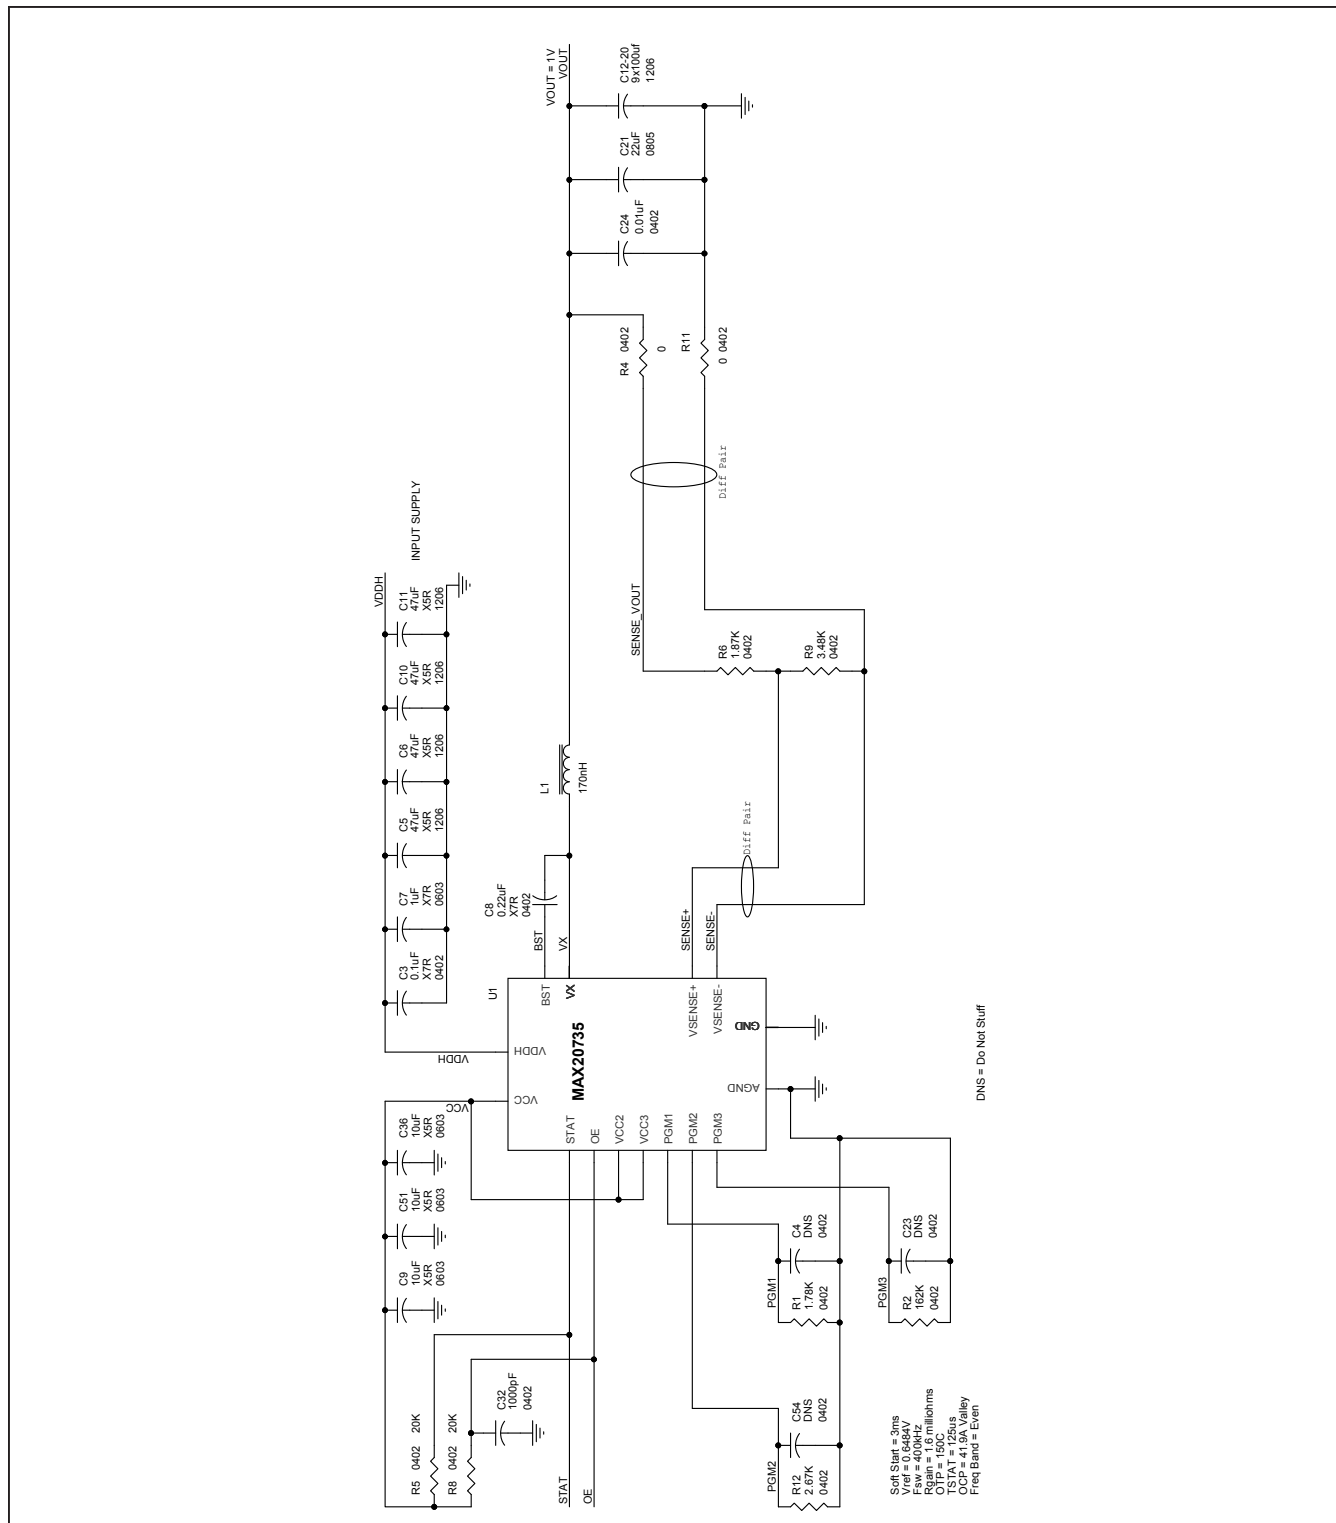 VOUT = 1V
VOUT
C12-20
9x100uf
1206
C21
22uF
0805
C24
0.01uF
0402
R4 0402
0
R11
0 0402
Diff Pair
INPUT SUPPLY
VDDH
C11
47uF
X5R
1206
C10
47uF
X5R
1206
C6
47uF
X5R
1206
C5
47uF
X5R
1206
C7
1uF
X7R
0603
C3
0.1uF
X7R
0402
SENSE_VOUT
R6
1.87K
0402
R9
3.48K
0402
L1
170nH
C8
0.22uF
X7R
0402
BST
VX
Diff Pair
SENSE+
SENSE-
U1
MAX20735
BST
VX
VSENSE+
VSENSE-
GND
AGND
VDDH
VCC
STAT
OE
VCC2
VCC3
PGM1
PGM2
PGM3
VDDH
VCC
C36
10uF
X5R
0603
C51
10uF
X5R
0603
C9
10uF
X5R
0603
R5 0402 20K
R8 0402 20K
C32
1000pF
0402
STAT
OE
PGM1
C4
DNS
0402
R1
1.78K
0402
PGM3
C23
DNS
0402
R2
162K
0402
PGM2
C54
DNS
0402
R12
2.67K
0402
DNS = Do Not Stuff
Soft Start = 3ms
Vref = 0.6484V
Fsw = 400kHz
Rgain = 1.6 milliohms
OTP = 150C
TSTAT = 125us
OCP = 41.9A Valley
Freq Band = Even